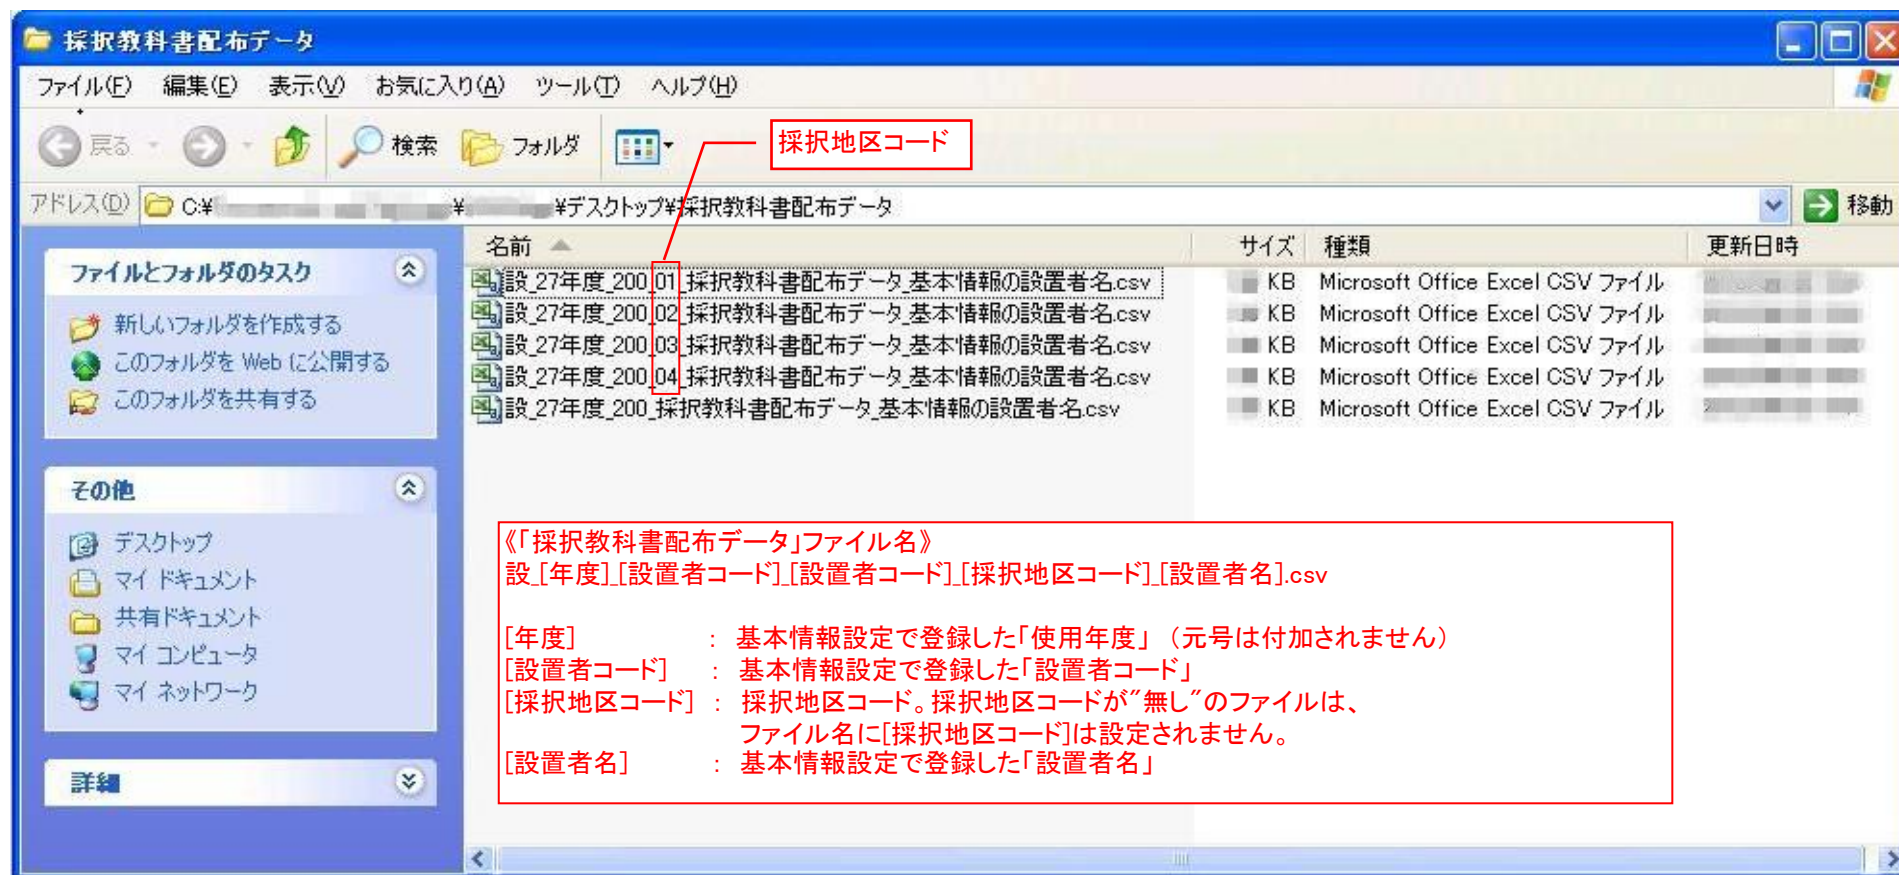 採択教科書配布データ
ファイル(F) 編集(E) 表示(V) お気に入り(A) ツール(T) ヘルプ(H)
戻る 検索 フォルダ
採択地区コード
アドレス(D) C:¥ ¥ ¥デスクトップ¥採択教科書配布データ 移動
名前 サイズ 種類 更新日時
設_27年度_200_01_採択教科書配布データ_基本情報の設置者名.csv KB Microsoft Office Excel CSV ファイル
設_27年度_200_02_採択教科書配布データ_基本情報の設置者名.csv KB Microsoft Office Excel CSV ファイル
設_27年度_200_03_採択教科書配布データ_基本情報の設置者名.csv KB Microsoft Office Excel CSV ファイル
設_27年度_200_04_採択教科書配布データ_基本情報の設置者名.csv KB Microsoft Office Excel CSV ファイル
設_27年度_200_採択教科書配布データ_基本情報の設置者名.csv KB Microsoft Office Excel CSV ファイル
ファイルとフォルダのタスク
新しいフォルダを作成する
このフォルダを Web に公開する
このフォルダを共有する
その他
デスクトップ
マイ ドキュメント
共有ドキュメント
マイ コンピュータ
マイ ネットワーク
詳細
《「採択教科書配布データ」ファイル名》
設_[年度]_[設置者コード]_[設置者コード]_[採択地区コード]_[設置者名].csv
[年度] : 基本情報設定で登録した「使用年度」 (元号は付加されません)
[設置者コード] : 基本情報設定で登録した「設置者コード」
[採択地区コード] : 採択地区コード。採択地区コードが"無し"のファイルは、
ファイル名に[採択地区コード]は設定されません。
[設置者名] : 基本情報設定で登録した「設置者名」